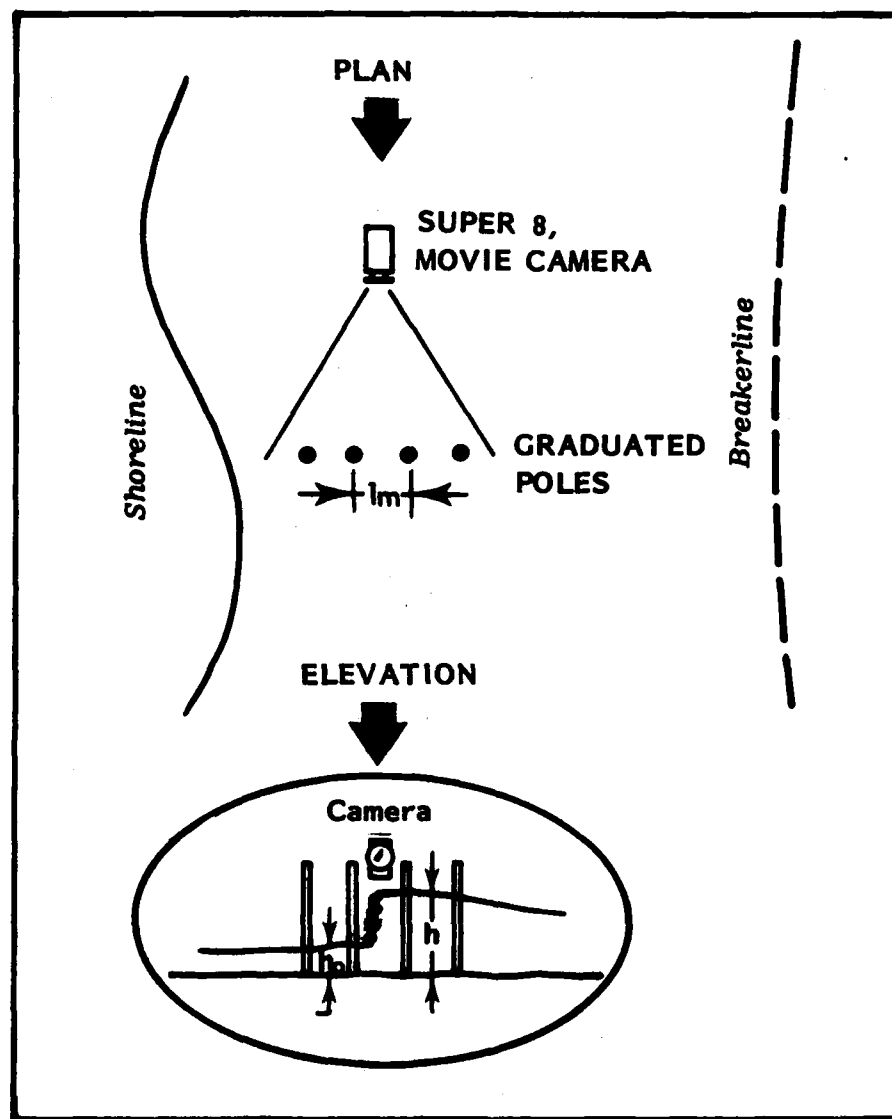 PLAN
SUPER 8,
MOVIE CAMERA
Shoreline
Breakerline
GRADUATED
POLES
1m
ELEVATION
Camera
h